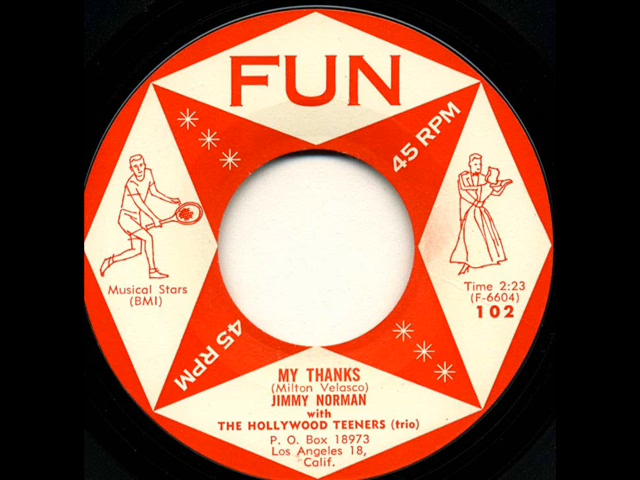 FUN
45 RPM
Musical Stars
(BMI)
Time 2:23
(F-6604)
102
45 RPM
MY THANKS
(Milton Velasco)
JIMMY NORMAN
with
THE HOLLYWOOD TEENERS (trio)
P. O. Box 18973
Los Angeles 18,
Calif.